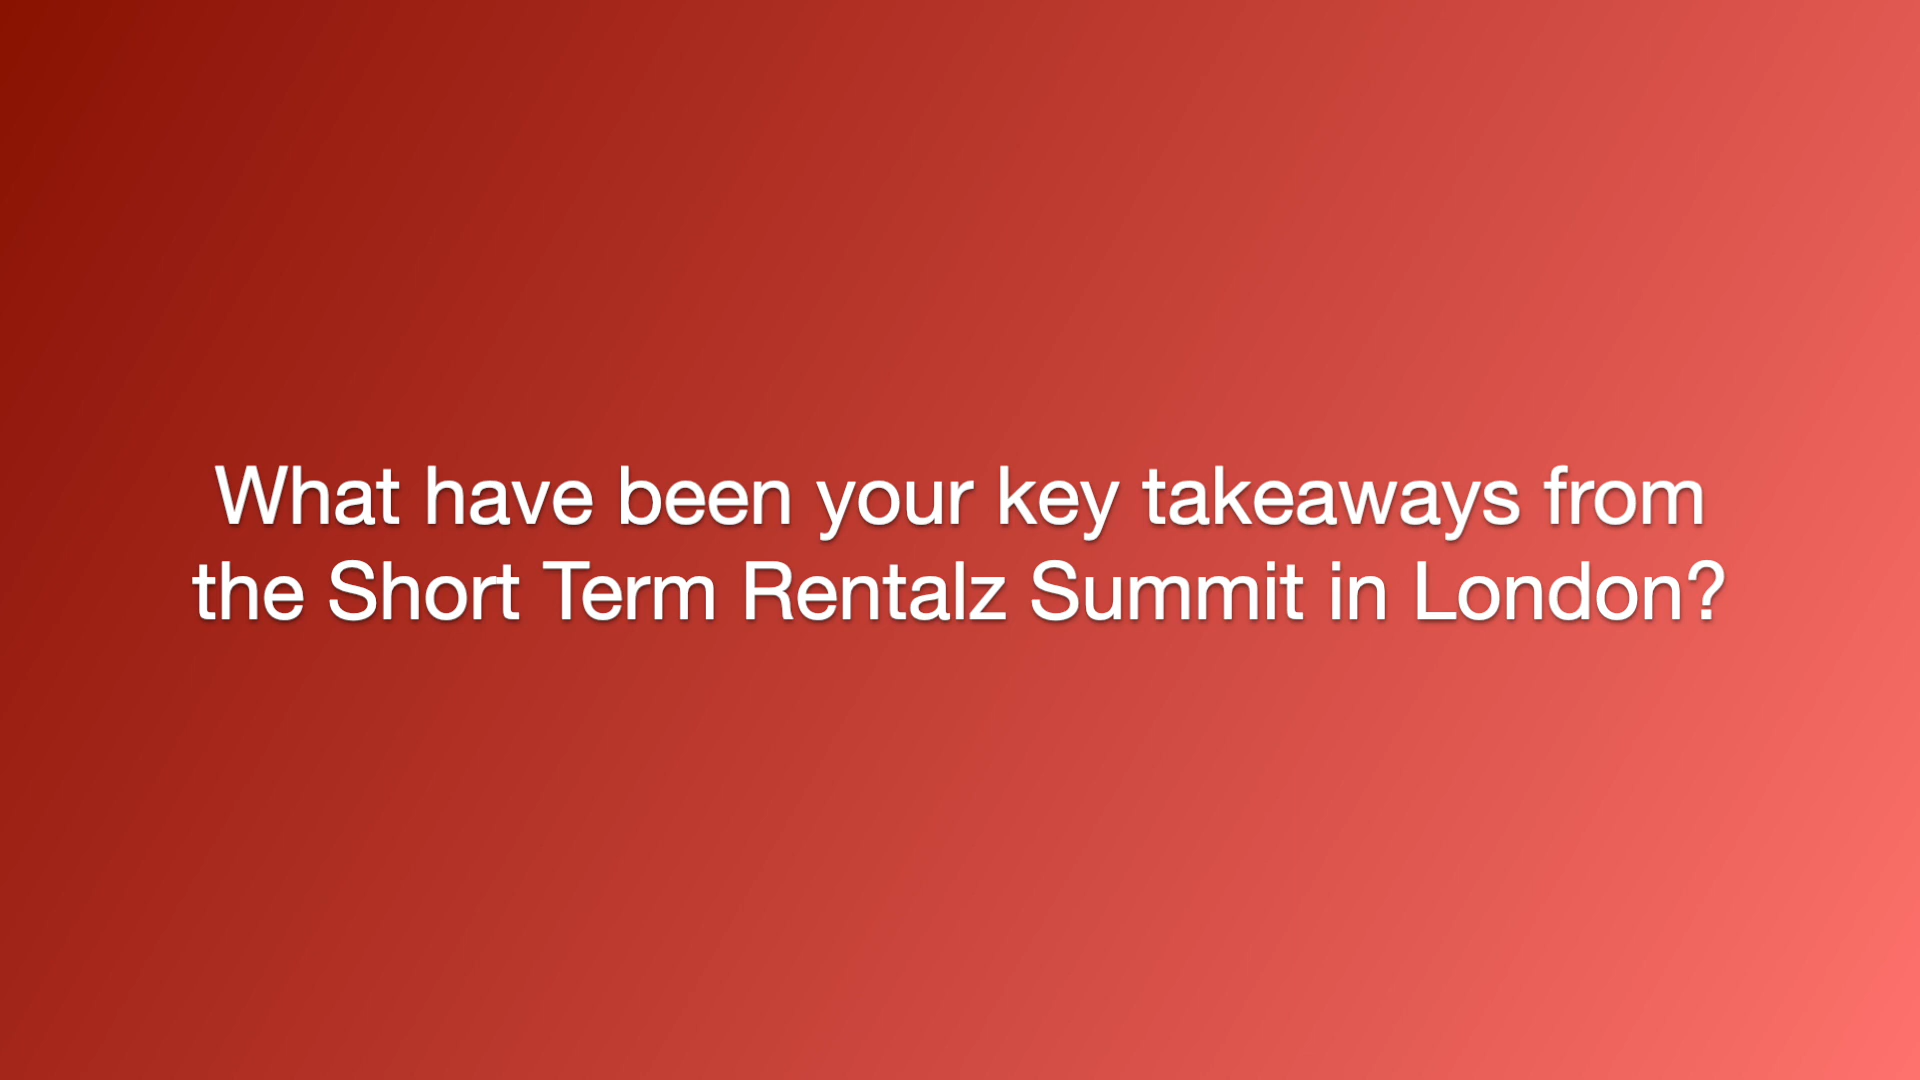 What have been your key takeaways from
the Short Term Rentalz Summit in London?